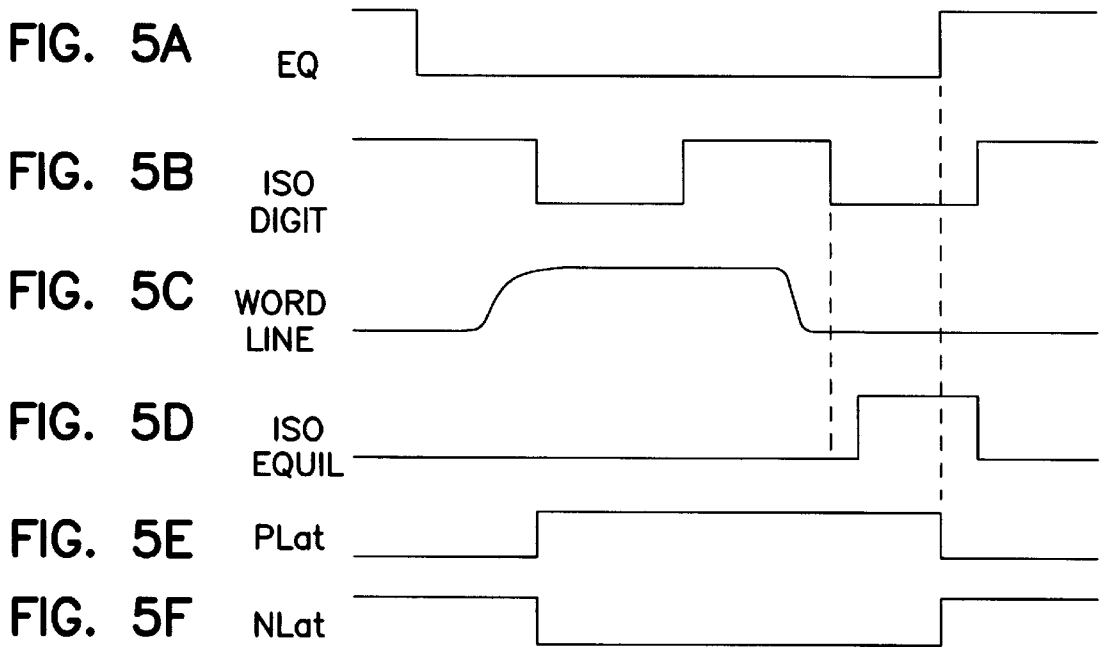 FIG. 5A
EQ
FIG. 5B
ISO
DIGIT
FIG. 5C
WORD
LINE
FIG. 5D
ISO
EQUIL
FIG. 5E
PLat
FIG. 5F
NLat